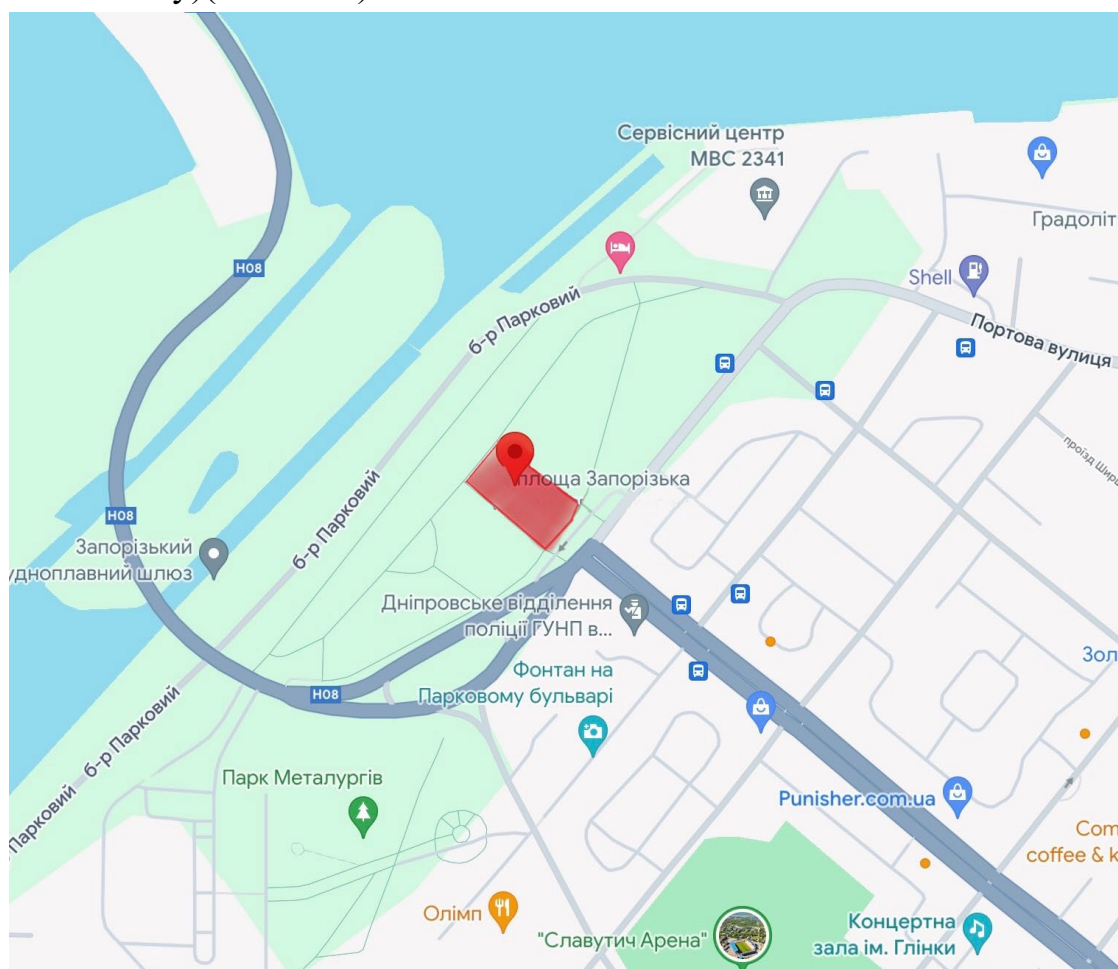 Сервісний центр
МВС 2341
Градоліт
H08
Shell
б-р Парковий
Портова вулиця
проїзд Ширш
площа Запорізька
H08
Запорізький
удноплавний шлюз
б-р Парковий
Дніпровське відділення
поліції ГУНП в...
Зол
Фонтан на
Парковому бульварі
H08
б-р Парковий
Парк Металургів
Punisher.com.ua
Парковий
Com
coffee & k
Олімп
"Славутич Арена"
Концертна
зала ім. Глінки